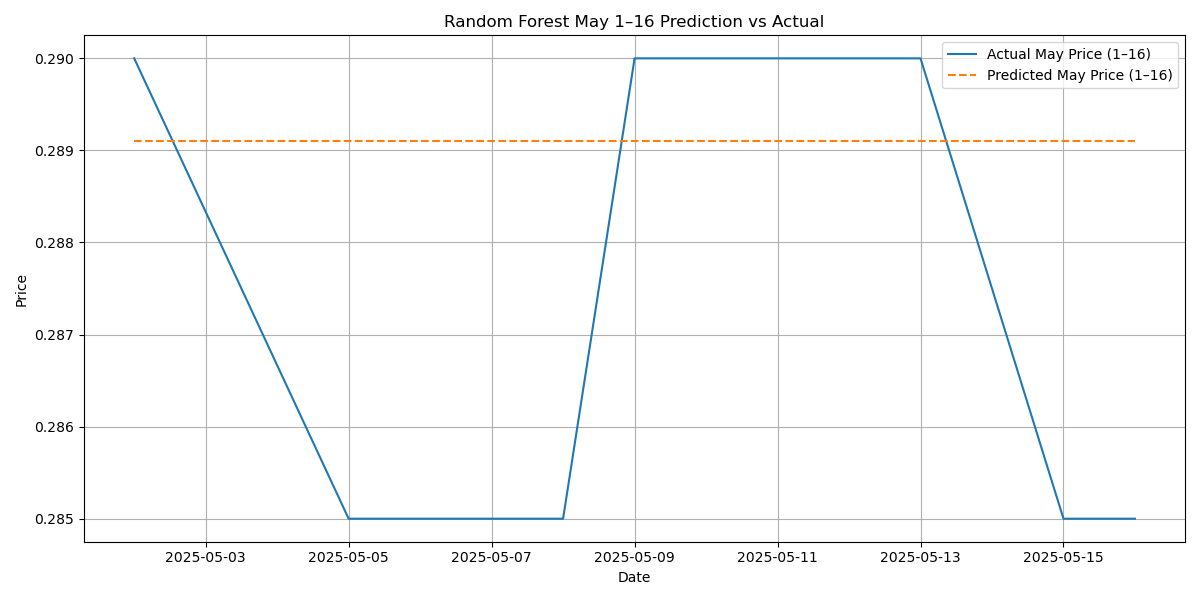 Random Forest May 1–16 Prediction vs Actual
Actual May Price (1–16)
Predicted May Price (1–16)
Price
0.290
0.289
0.288
0.287
0.286
0.285
2025-05-03
2025-05-05
2025-05-07
2025-05-09
2025-05-11
2025-05-13
2025-05-15
Date